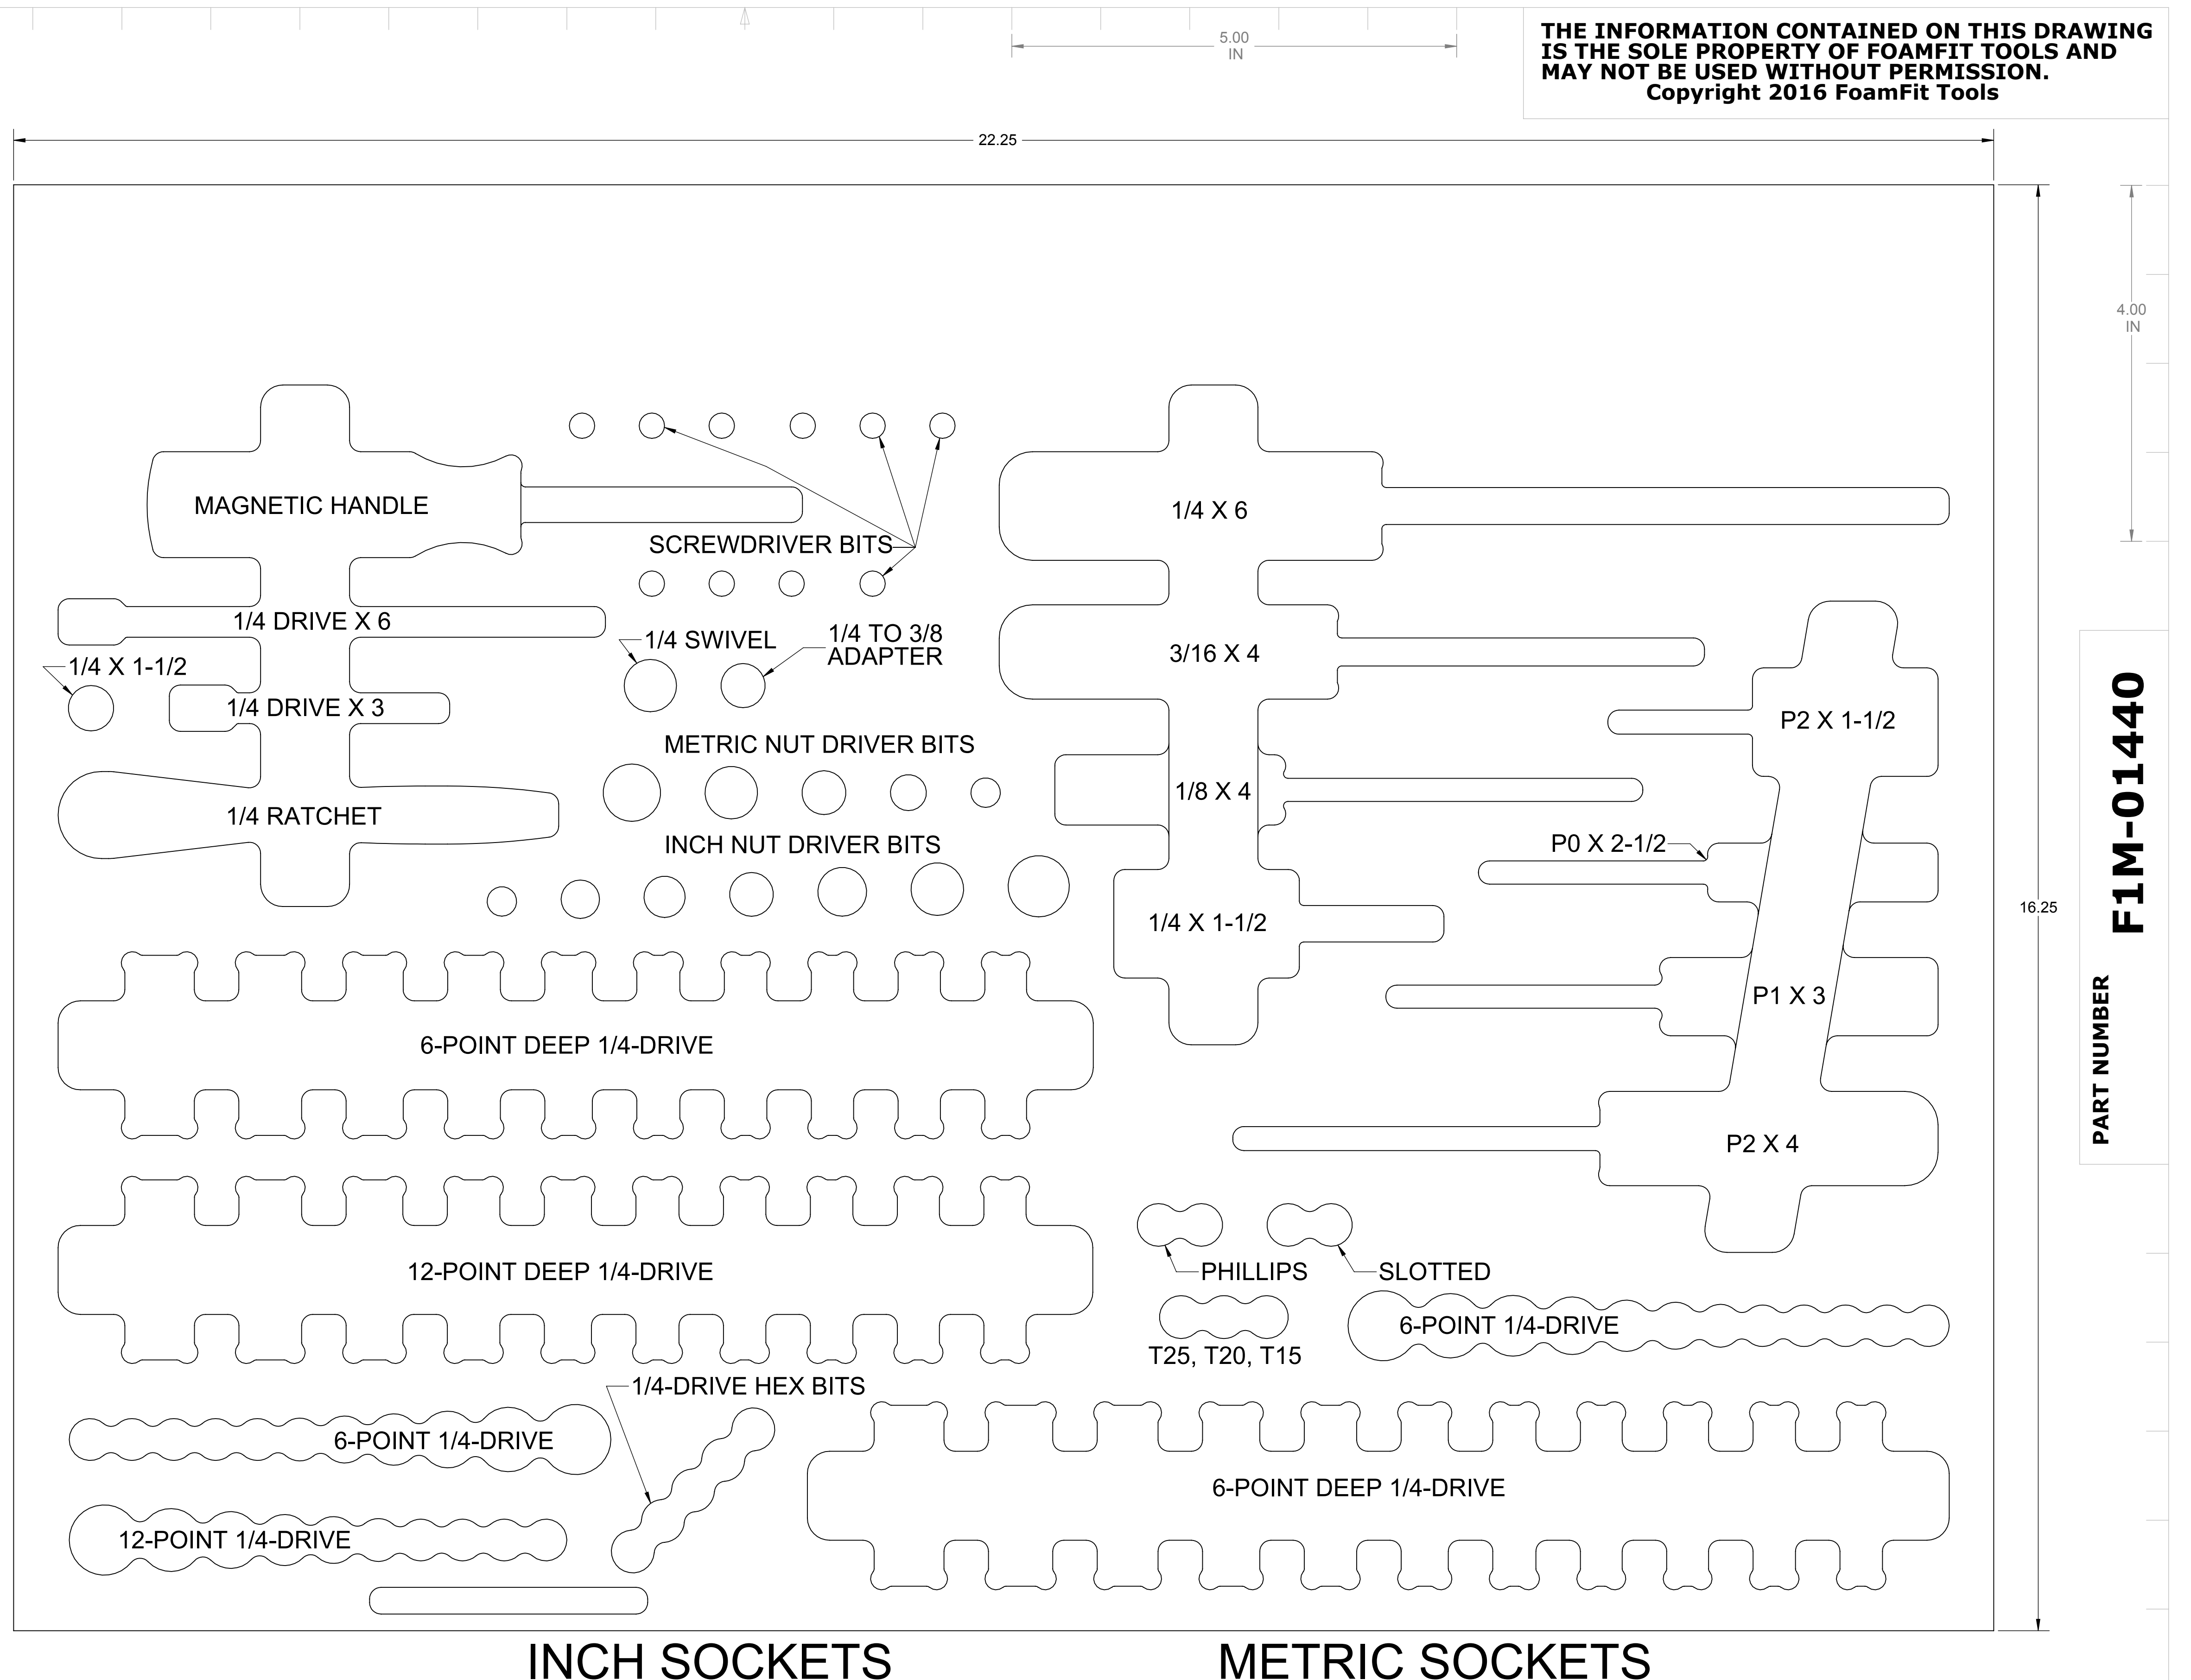 5.00
IN
THE INFORMATION CONTAINED ON THIS DRAWING
IS THE SOLE PROPERTY OF FOAMFIT TOOLS AND
MAY NOT BE USED WITHOUT PERMISSION.
Copyright 2016 FoamFit Tools
22.25
4.00
IN
MAGNETIC HANDLE
1/4 X 6
SCREWDRIVER BITS
1/4 DRIVE X 6
1/4 SWIVEL
1/4 TO 3/8
ADAPTER
3/16 X 4
1/4 X 1-1/2
1/4 DRIVE X 3
P2 X 1-1/2
METRIC NUT DRIVER BITS
1/8 X 4
1/4 RATCHET
INCH NUT DRIVER BITS
P0 X 2-1/2
1/4 X 1-1/2
16.25
F1M-01440
PART NUMBER
P1 X 3
6-POINT DEEP 1/4-DRIVE
P2 X 4
12-POINT DEEP 1/4-DRIVE
PHILLIPS
SLOTTED
6-POINT 1/4-DRIVE
T25, T20, T15
1/4-DRIVE HEX BITS
6-POINT 1/4-DRIVE
6-POINT DEEP 1/4-DRIVE
12-POINT 1/4-DRIVE
INCH SOCKETS
METRIC SOCKETS